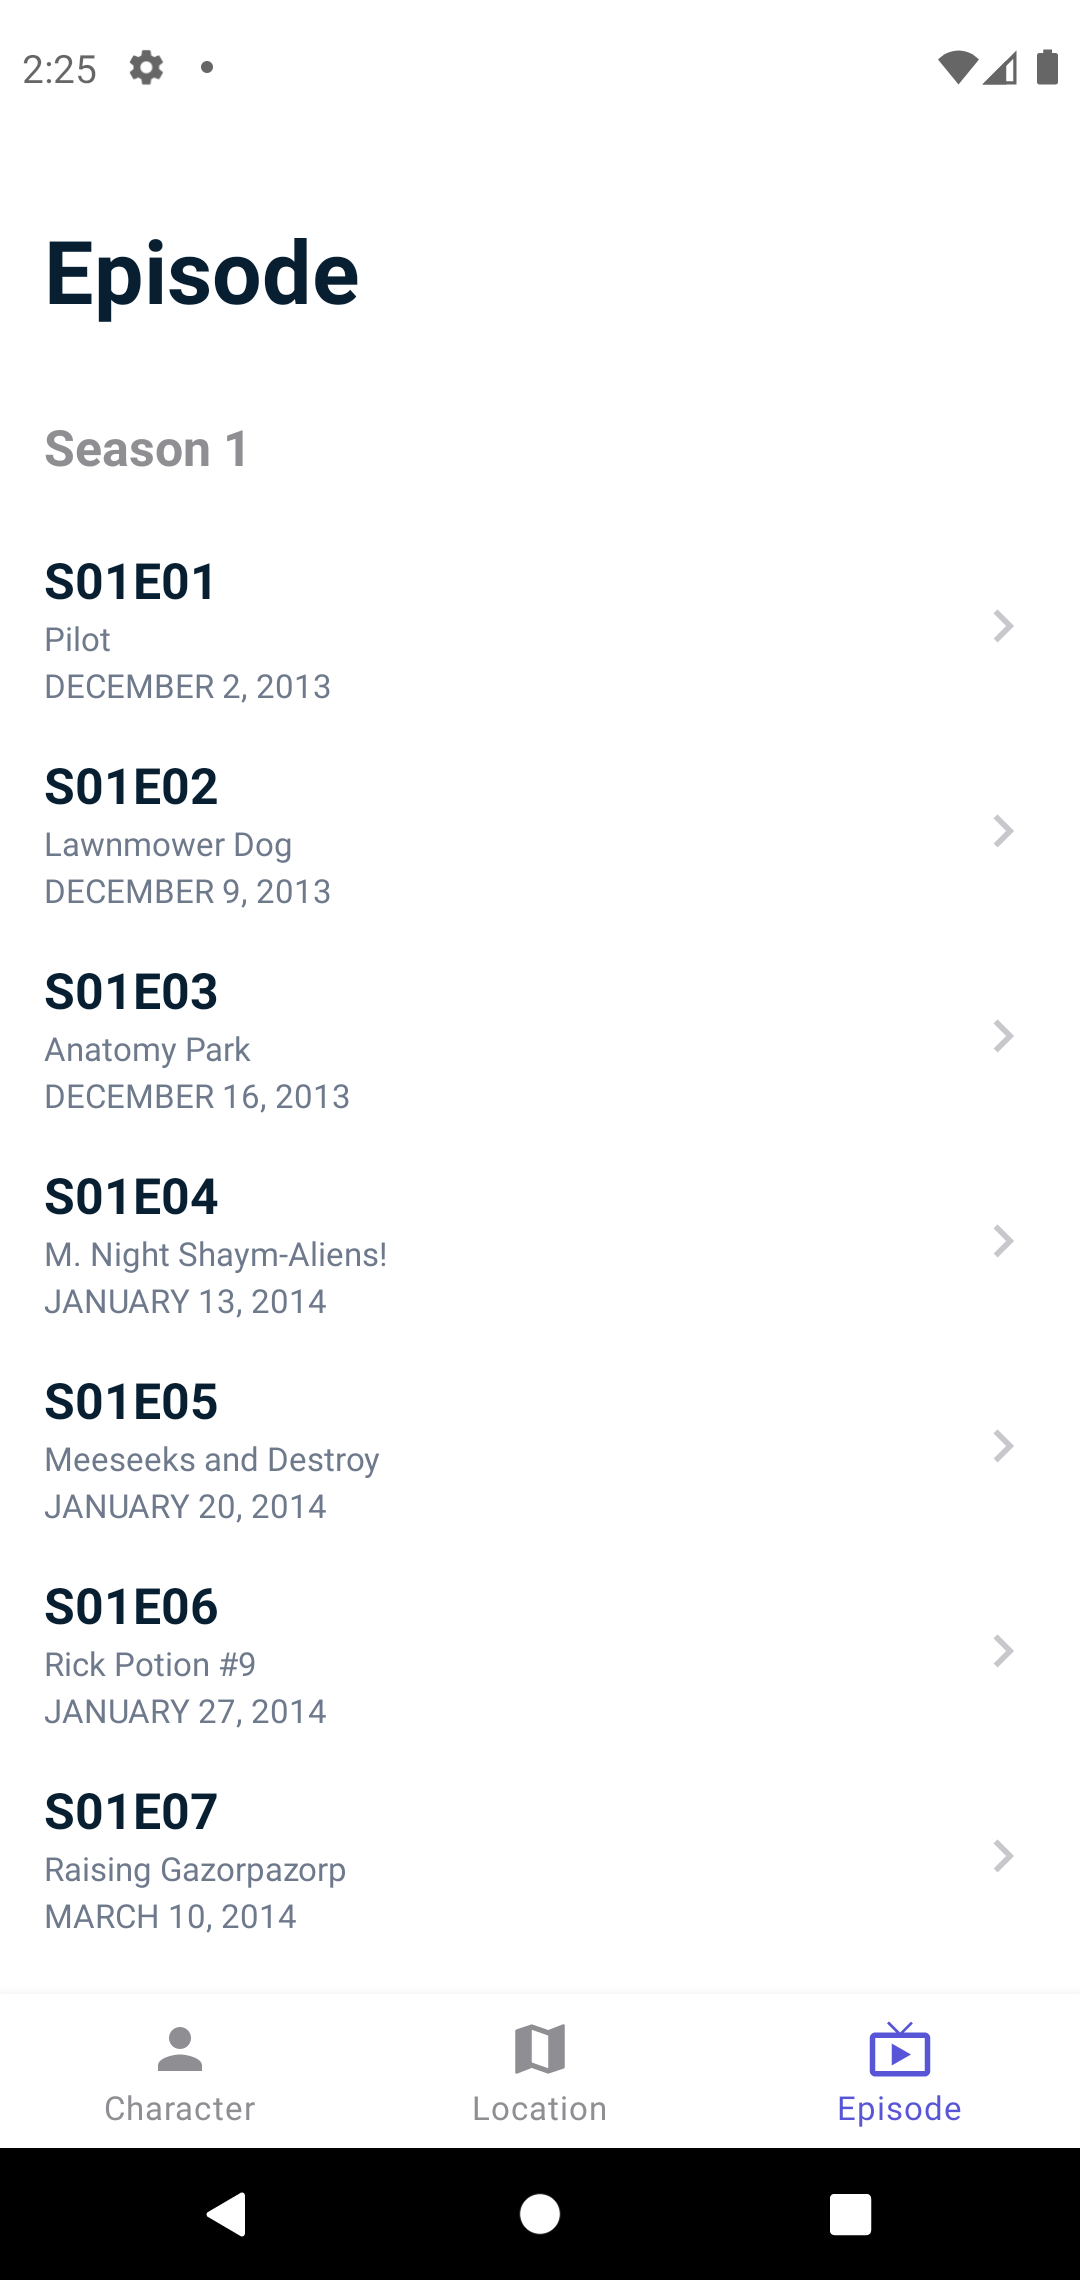 2:25
Episode
Season 1
S01E01
Pilot
DECEMBER 2, 2013
S01E02
Lawnmower Dog
DECEMBER 9, 2013
S01E03
Anatomy Park
DECEMBER 16, 2013
S01E04
M. Night Shaym-Aliens!
JANUARY 13, 2014
S01E05
Meeseeks and Destroy
JANUARY 20, 2014
S01E06
Rick Potion #9
JANUARY 27, 2014
S01E07
Raising Gazorpazorp
MARCH 10, 2014
Character Location Episode